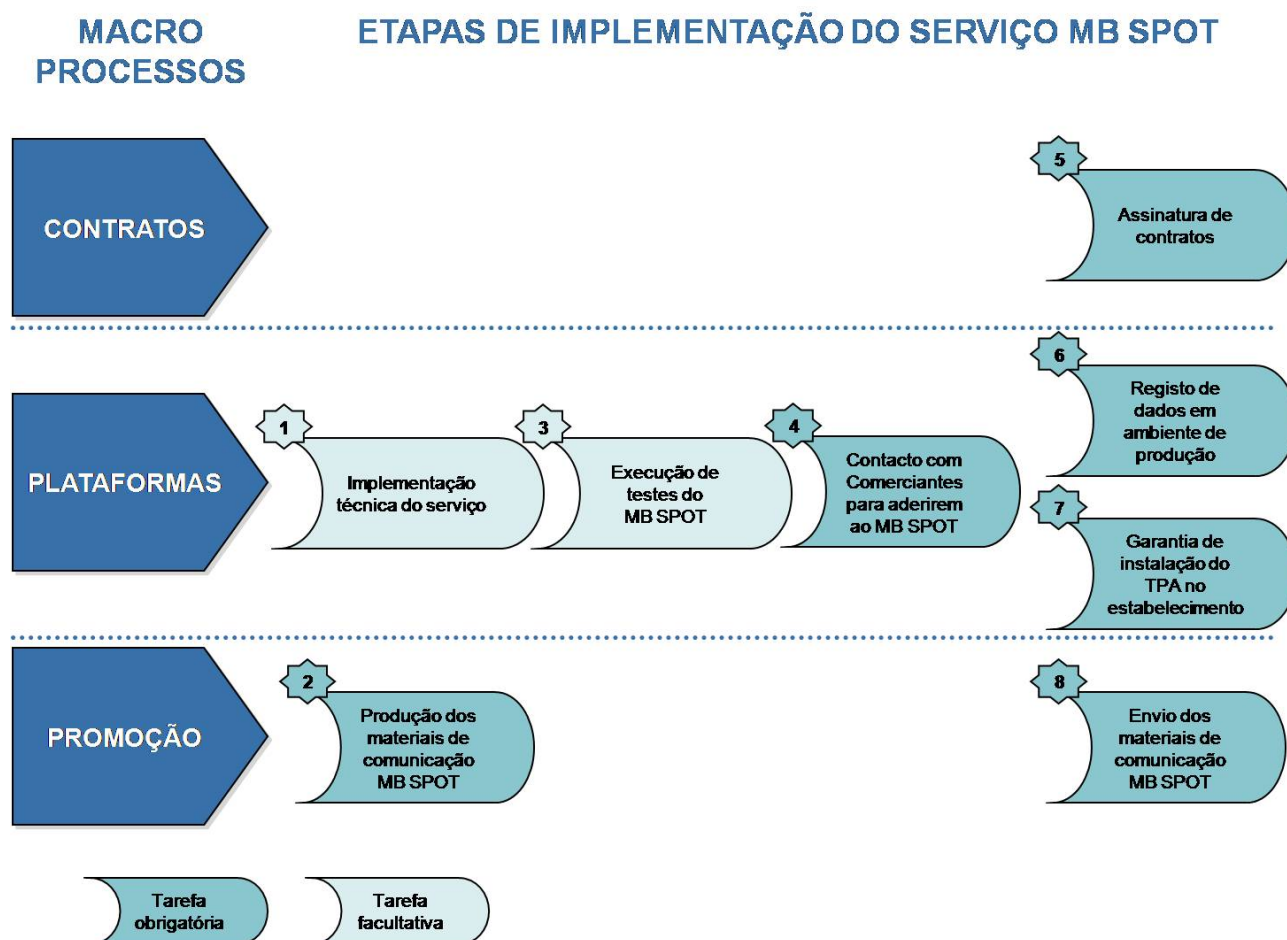 MACRO
PROCESSOS
ETAPAS DE IMPLEMENTAÇÃO DO SERVIÇO MB SPOT
CONTRATOS
5
Assinatura de
contratos
PLATAFORMAS
1
Implementação
técnica do serviço
3
Execução de
testes do
MB SPOT
4
Contacto com
Comerciantes
para aderirem
ao MB SPOT
6
Registo de
dados em
ambiente de
produção
7
Garantia de
instalação do
TPA no
estabelecimento
PROMOÇÃO
2
Produção dos
materiais de
comunicação
MB SPOT
8
Envio dos
materiais de
comunicação
MB SPOT
Tarefa
obrigatória
Tarefa
facultativa